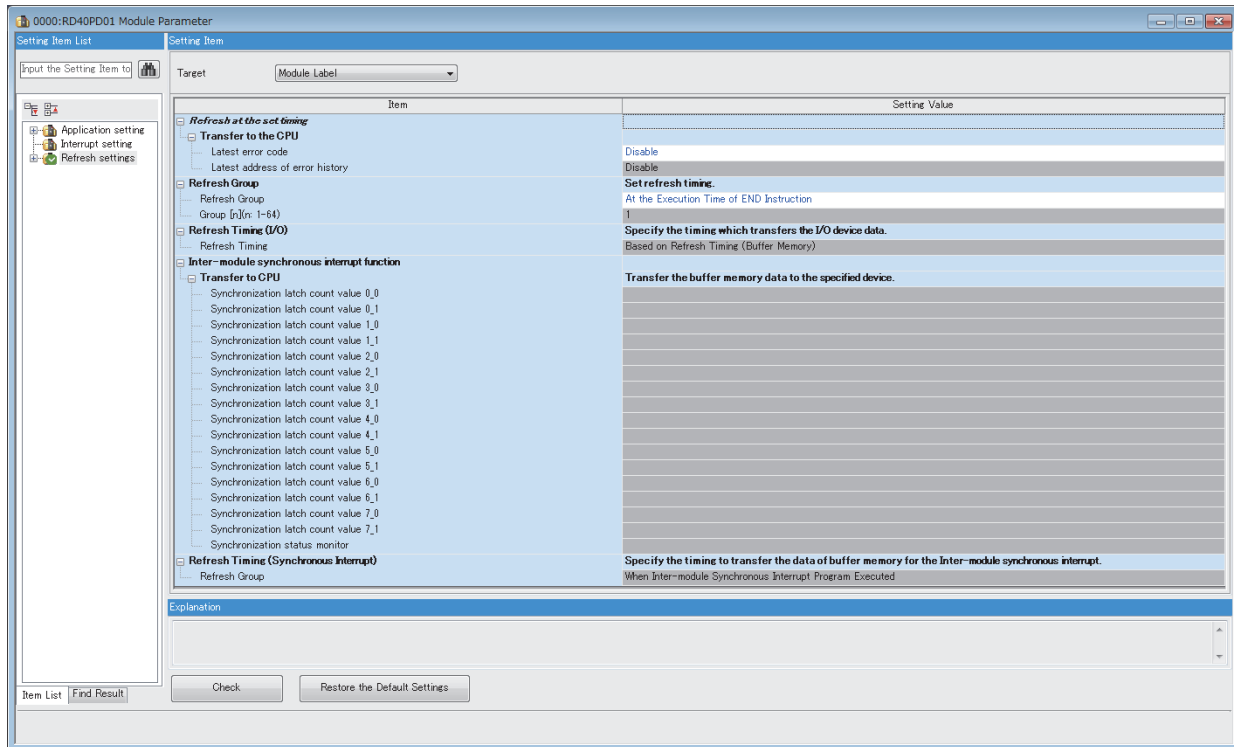 0000:RD40PD01 Module Parameter
Setting Item List
Setting Item
Input the Setting Item to
Target
Module Label
Item
Setting Value
Application setting
Interrupt setting
Refresh settings
Refresh at the set timing
Transfer to the CPU
Latest error code
Disable
Latest address of error history
Disable
Refresh Group
Set refresh timing.
Refresh Group
At the Execution Time of END Instruction
Group [n](n: 1-64)
1
Refresh Timing (I/O)
Specify the timing which transfers the I/O device data.
Refresh Timing
Based on Refresh Timing (Buffer Memory)
Inter-module synchronous interrupt function
Transfer to CPU
Transfer the buffer memory data to the specified device.
Synchronization latch count value 0_0
Synchronization latch count value 0_1
Synchronization latch count value 1_0
Synchronization latch count value 1_1
Synchronization latch count value 2_0
Synchronization latch count value 2_1
Synchronization latch count value 3_0
Synchronization latch count value 3_1
Synchronization latch count value 4_0
Synchronization latch count value 4_1
Synchronization latch count value 5_0
Synchronization latch count value 5_1
Synchronization latch count value 6_0
Synchronization latch count value 6_1
Synchronization latch count value 7_0
Synchronization latch count value 7_1
Synchronization status monitor
Refresh Timing (Synchronous Interrupt)
Specify the timing to transfer the data of buffer memory for the Inter-module synchronous interrupt.
Refresh Group
When Inter-module Synchronous Interrupt Program Executed
Explanation
Check
Restore the Default Settings
Item List
Find Result